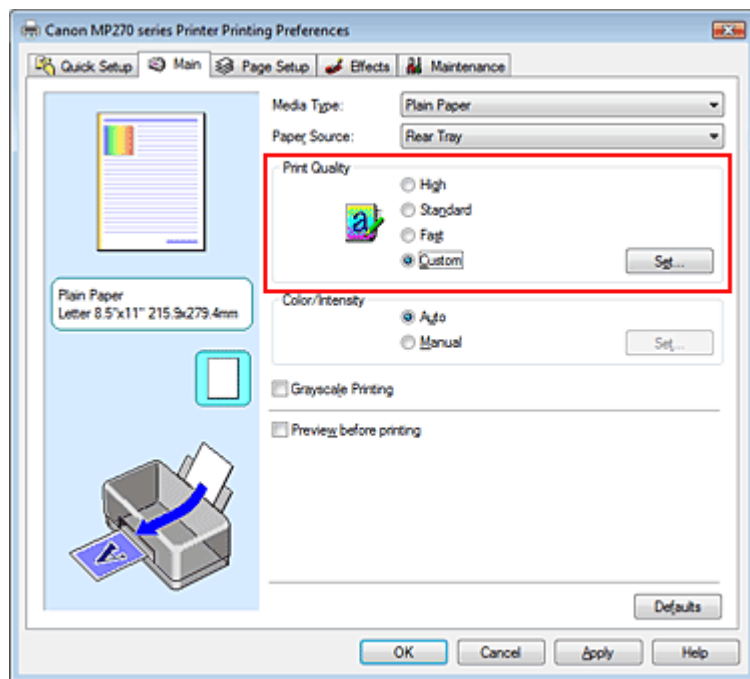 Canon MP270 series Printer Printing Preferences
Quick Setup Main Page Setup Effects Maintenance
Media Type: Plain Paper
Paper Source: Rear Tray
Print Quality
High
Standard
a
Fast
Custom Set...
Plain Paper
Letter 8.5"x11" 215.9x279.4mm
Color/Intensity
Auto
Manual Set...
Grayscale Printing
Preview before printing
V
Defaults
OK Cancel Apply Help